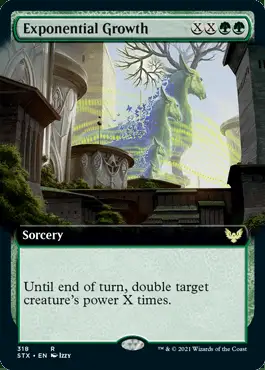 Exponential Growth XX
Sorcery
Until end of turn, double target
creature's power X times.
318 R
STX • EN Izzy
™ & © 2021 Wizards of the Coast